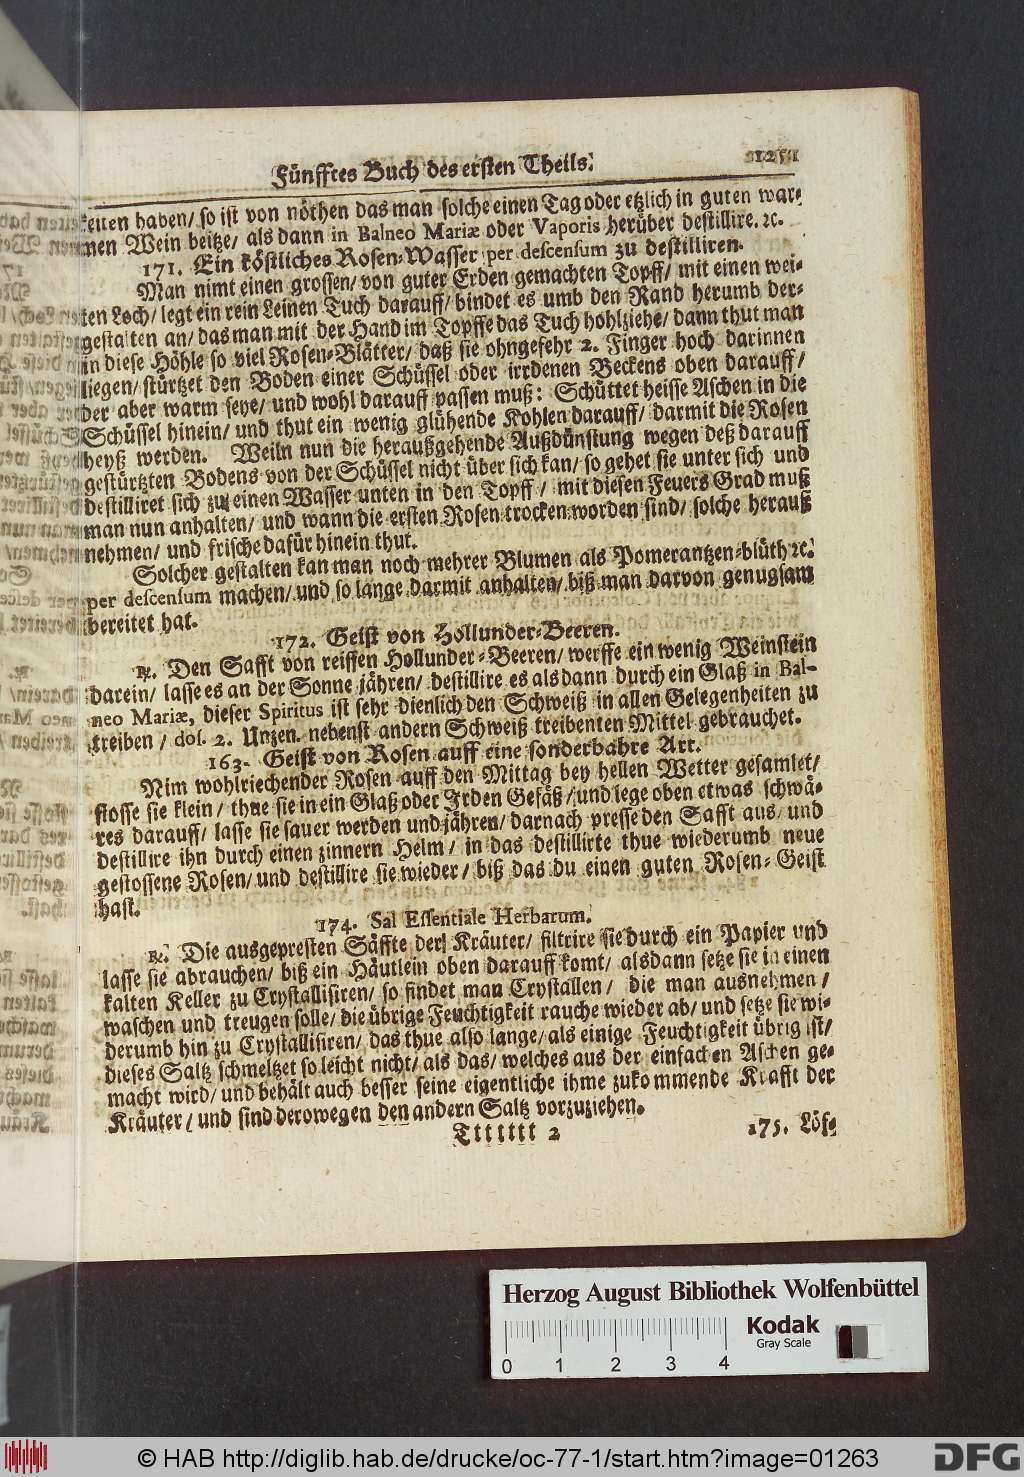 Fünfftes Buch des ersten Theils. 1251
tetten haben/ so ist von nöthen das man solche einen Tag oder etzlich in guten war-
men Wein beitze/ als dann in Balneo Mariæ oder Vaporis herüber destillire. ꝛc.
171. Ein köstliches Rosen-Wasser per descensum zu destilliren.
Man nimt einen grossen/ von guter Erden gemachten Topff/ mit einen wei-
ten Loch/ legt ein rein Leinen Tuch darauff/ bindet es umb den Rand herumb der-
gestalten an/ das man mit der Hand im Topffe das Tuch hohlziehe/ dann thut man
in diese Höhle so viel Rosen-Blätter/ daß sie ohngefehr 2. Finger hoch darinnen
liegen/ stürtzet den Boden einer Schüssel oder irrdenen Beckens oben darauff/
der aber warm seye/ und wohl darauff passen muß: Schüttet heisse Aschen in die
Schüssel hinein/ und thut ein wenig glühende Kohlen darauff/ darmit die Rosen
heyß werden. Weiln nun die heraußgehende Außdünstung wegen deß darauff
gestürtzten Bodens von der Schüssel nicht über sich kan/ so gehet sie unter sich und
destilliret sich zu einen Wasser unten in den Topff/ mit diesen Feuers Grad muß
man nun anhalten/ und wann die ersten Rosen trocken worden sind/ solche herauß
nehmen/ und frische dafür hinein thut.
Solcher gestalten kan man noch mehrer Blumen als Pomerantzen-blüth ꝛc.
per descensum machen/ und so lange darmit anhalten/ biß man darvon genugsam
bereitet hat.
172. Geist von Hollunder-Beeren.
℞. Den Safft von reiffen Hollunder-Beeren/ werffe ein wenig Weinstein
darein/ lasse es an der Sonne jähren/ destillire es als dann durch ein Glaß in Bal-
neo Mariæ, dieser Spiritus ist sehr dienlich den Schweiß in allen Gelegenheiten zu
treiben/ dos. 2. Unzen. nebenst andern Schweiß treibenten Mittel gebrauchet.
163. Geist von Rosen auff eine sonderbahre Art.
Nim wohlriechender Rosen auff den Mittag bey hellen Wetter gesamlet/
stosse sie klein/ thue sie in ein Glaß oder Irden Gefäß/ und lege oben etwas schwä-
res darauff/ lasse sie sauer werden und jähren/ darnach presse den Safft aus/ und
destillire ihn durch einen zinnern Helm/ in das destillirte thue wiederumb neue
gestossene Rosen/ und destillire sie wieder/ biß das du einen guten Rosen-Geist
hast.
174. Sal Essentiale Herbarum.
℞. Die ausgepresten Säffte der Kräuter/ filtrire sie durch ein Papier und
lasse sie abrauchen/ biß ein Häutlein oben darauff komt/ alsdann setze sie in einen
kalten Keller zu Crystallisiren/ so findet man Crystallen/ die man ausnehmen/
waschen und treugen solle/ die übrige Feuchtigkeit rauche wieder ab/ und setze sie wi-
derumb hin zu Crystallisiren/ das thue also lange/ als einige Feuchtigkeit übrig ist/
dieses Saltz schmeltzet so leicht nicht/ als das/ welches aus der einfachen Aschen ge-
macht wird/ und behält auch besser seine eigentliche ihme zukommende Krafft der
Kräuter/ und sind derowegen den andern Saltz vorzuziehen.
Ttttttt 2 175. Lös-
Herzog August Bibliothek Wolfenbüttel
Kodak
Gray Scale
0 1 2 3 4
© HAB http://diglib.hab.de/drucke/oc-77-1/start.htm?image=01263
DFG